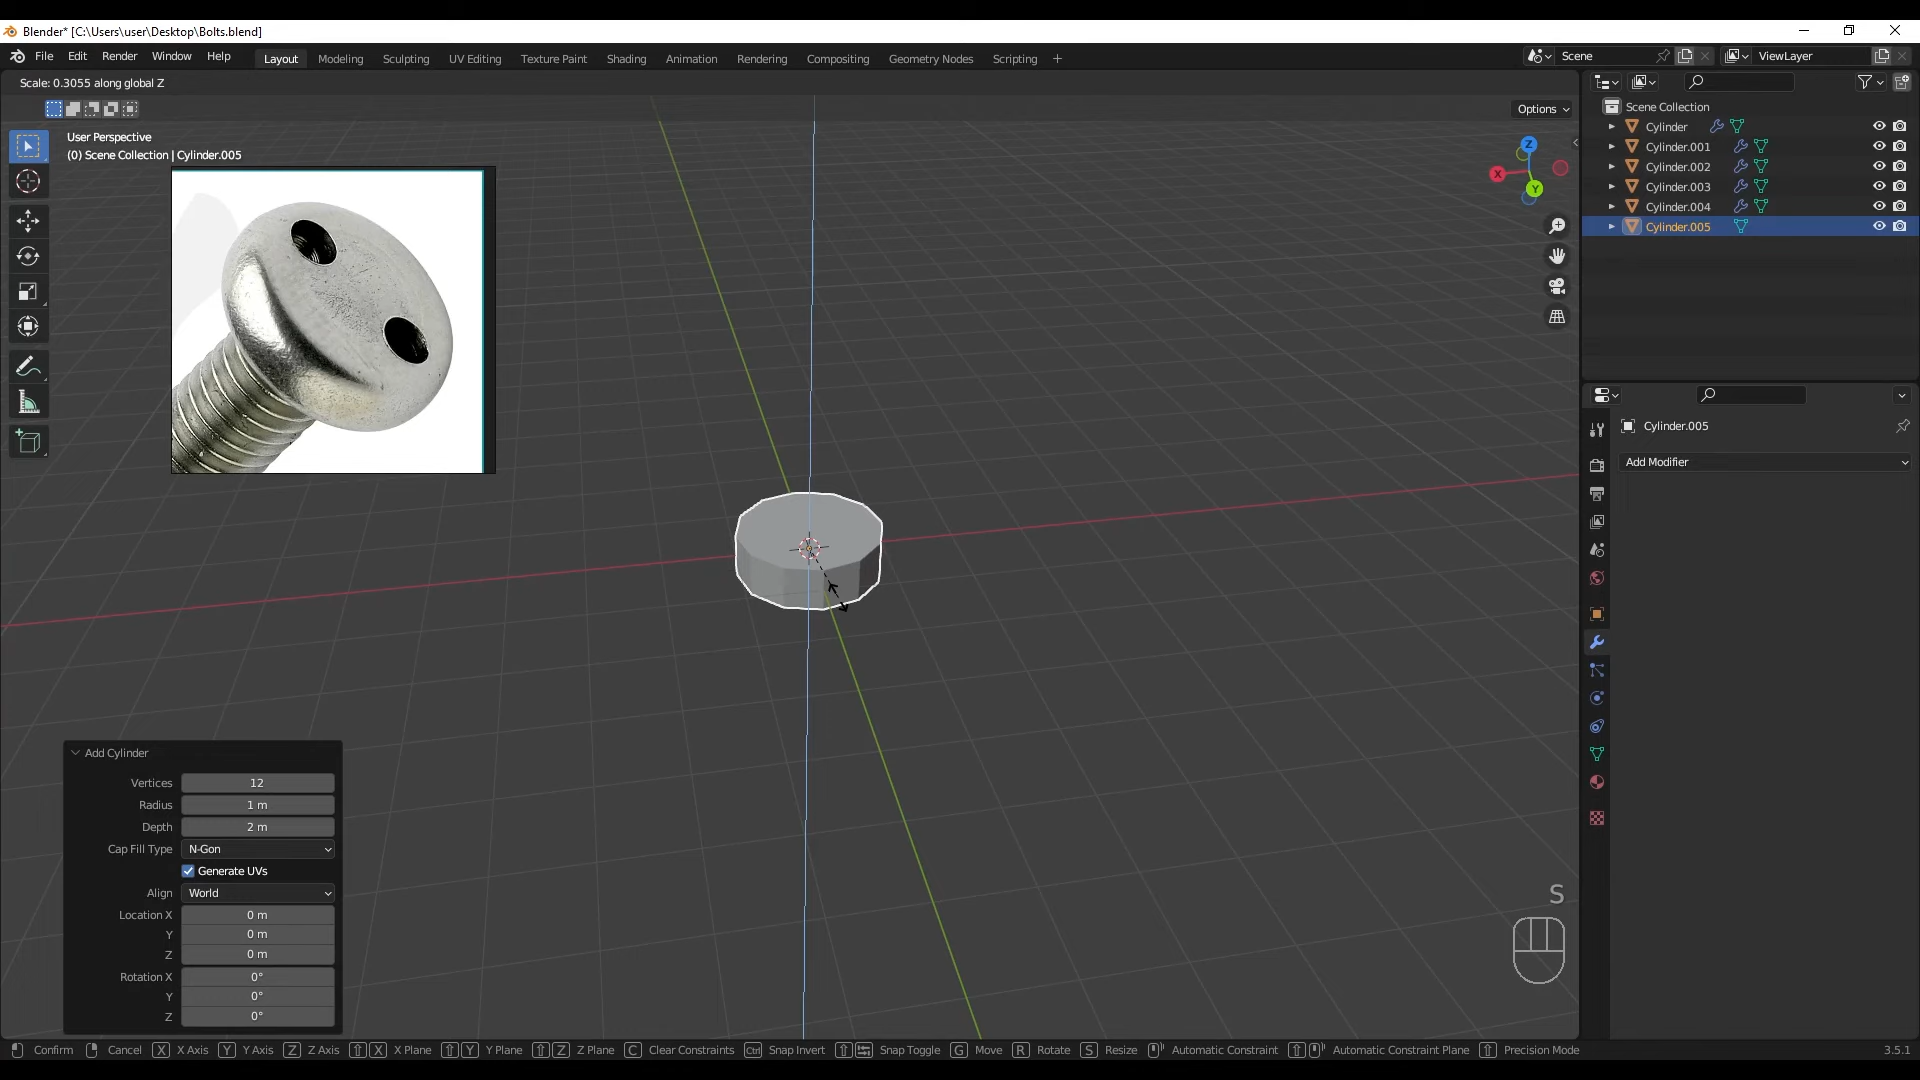 Blender* [C:\Users\user\Desktop\Bolts.blend]
File Edit Render Window Help Layout Modeling Sculpting UV Editing Texture Paint Shading Animation Rendering Compositing Geometry Nodes Scripting + Scene ViewLayer
Scale: 0.3055 along global Z
Options
User Perspective
(0) Scene Collection | Cylinder.005
Z
X
Y
Scene Collection
Cylinder
Cylinder.001
Cylinder.002
Cylinder.003
Cylinder.004
Cylinder.005
Cylinder.005
Add Modifier
Add Cylinder
Vertices 12
Radius 1 m
Depth 2 m
Cap Fill Type N-Gon
Generate UVs
Align World
Location X 0 m
Y 0 m
Z 0 m
Rotation X 0°
Y 0°
Z 0°
S
Confirm Cancel X X Axis Y Y Axis Z Z Axis X X Plane Y Y Plane Z Z Plane C Clear Constraints Ctrl Snap Invert Snap Toggle G Move R Rotate S Resize Automatic Constraint Automatic Constraint Plane Precision Mode 3.5.1